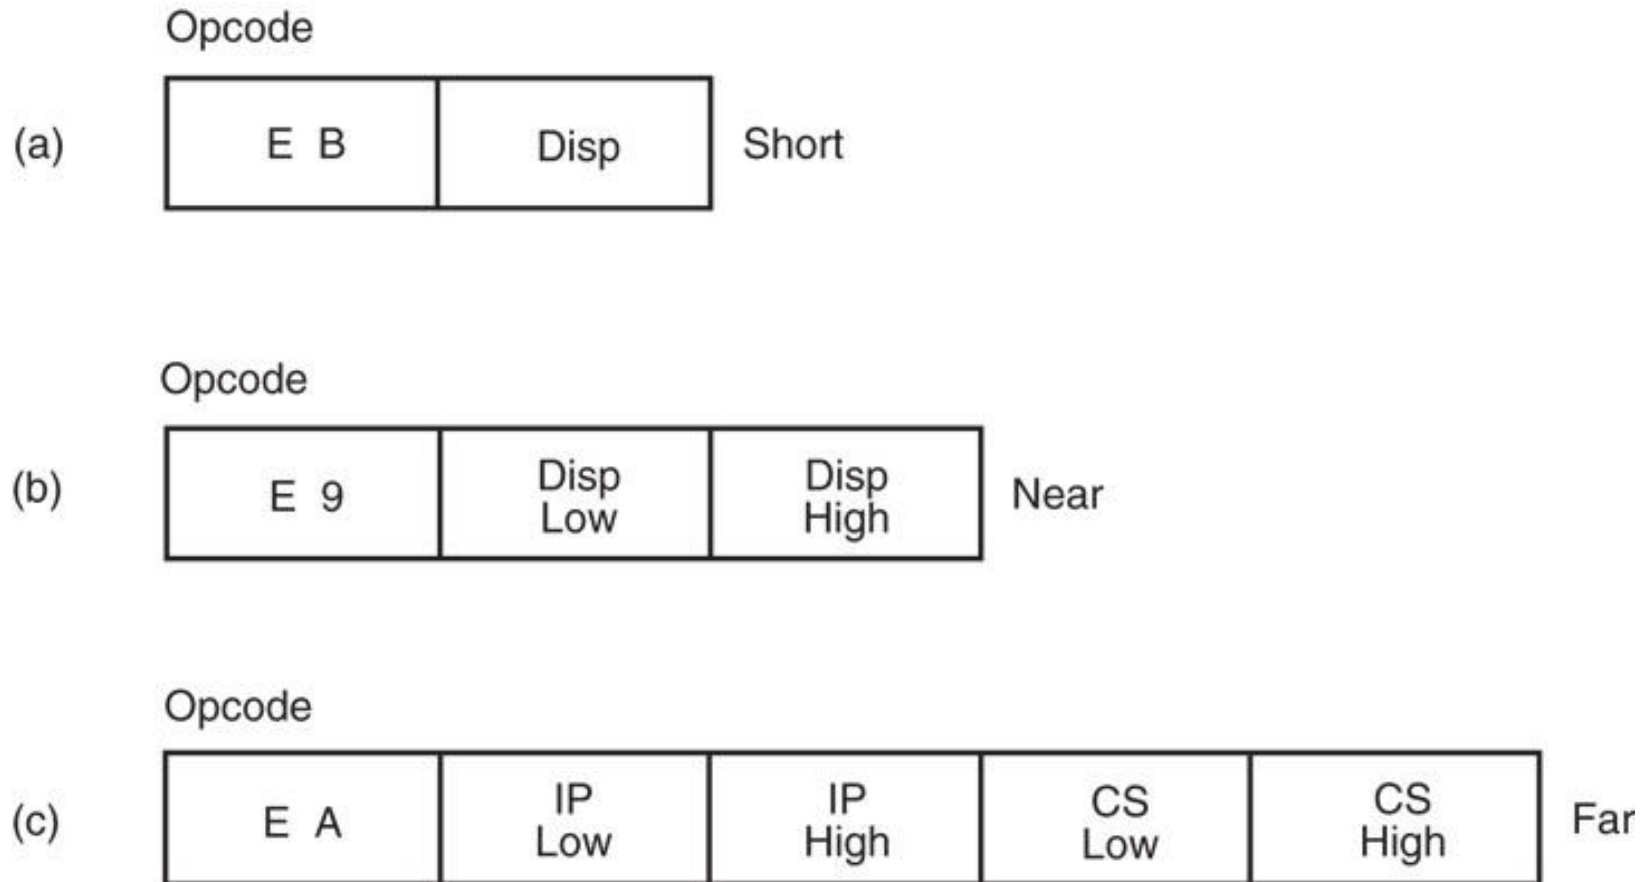 Opcode
(a)
E B
Disp
Short
Opcode
(b)
E 9
Disp
Low
Disp
High
Near
Opcode
(c)
E A
IP
Low
IP
High
CS
Low
CS
High
Far